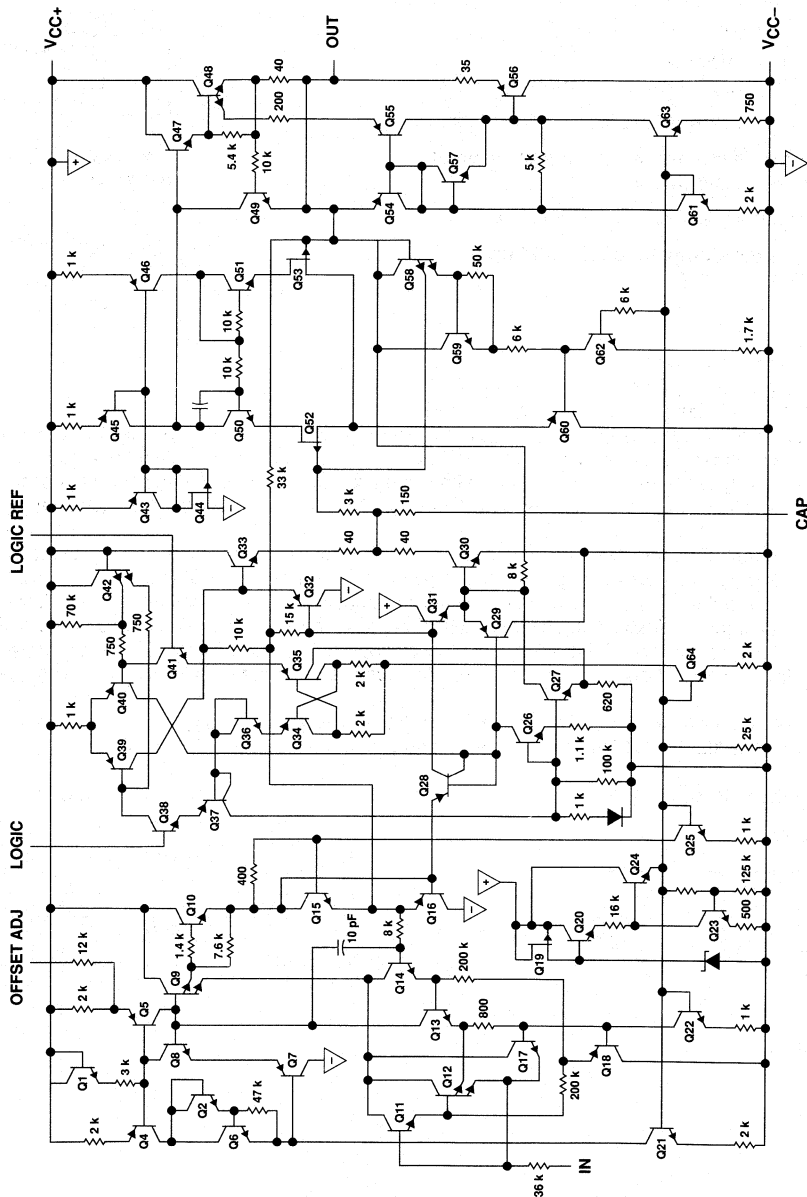 OFFSET ADJ
LOGIC
LOGIC REF
VCC+
OUT
VCC−
CAP
IN
36 k
2 k
Q4
Q1
3 k
2 k
12 k
Q5
Q2
Q6
47 k
Q8
Q7
Q9
Q10
1.4 k
7.6 k
400
Q11
Q12
Q13
Q14
8 k
10 pF
Q15
Q16
Q17
800
200 k
200 k
Q18
Q19
Q20
16 k
Q24
Q21
2 k
Q22
1 k
Q23
500
125 k
Q25
1 k
25 k
Q64
2 k
Q38
Q37
Q39
Q40
1 k
70 k
750
750
Q42
Q41
Q36
Q34
Q35
2 k
2 k
10 k
15 k
33 k
Q33
Q32
40
40
3 k
150
Q28
Q31
Q30
Q29
8 k
Q26
Q27
1 k
100 k
1.1 k
620
1 k
Q43
Q44
1 k
Q45
1 k
Q46
Q50
10 k
10 k
Q51
Q52
Q53
Q58
Q59
50 k
6 k
Q60
Q62
6 k
1.7 k
Q47
Q48
5.4 k
10 k
Q49
200
40
35
Q54
Q55
Q56
Q57
5 k
Q61
2 k
Q63
750
+
−
+
−
−
−
−
+
−